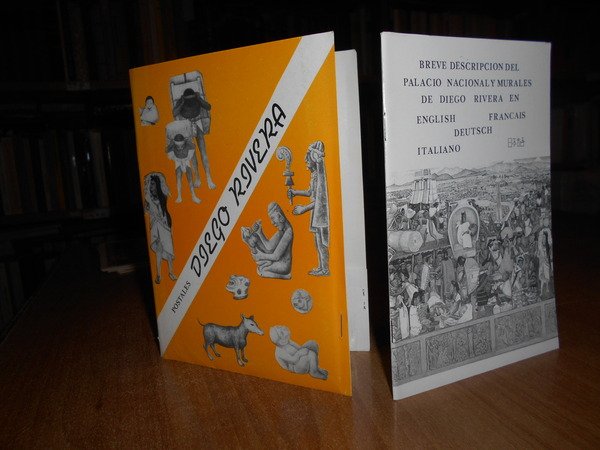 POSTALES DIEGO RIVERA
BREVE DESCRIPCION DEL
PALACIO NACIONAL Y MURALES
DE DIEGO RIVERA EN
ENGLISH FRANCAIS
DEUTSCH
ITALIANO